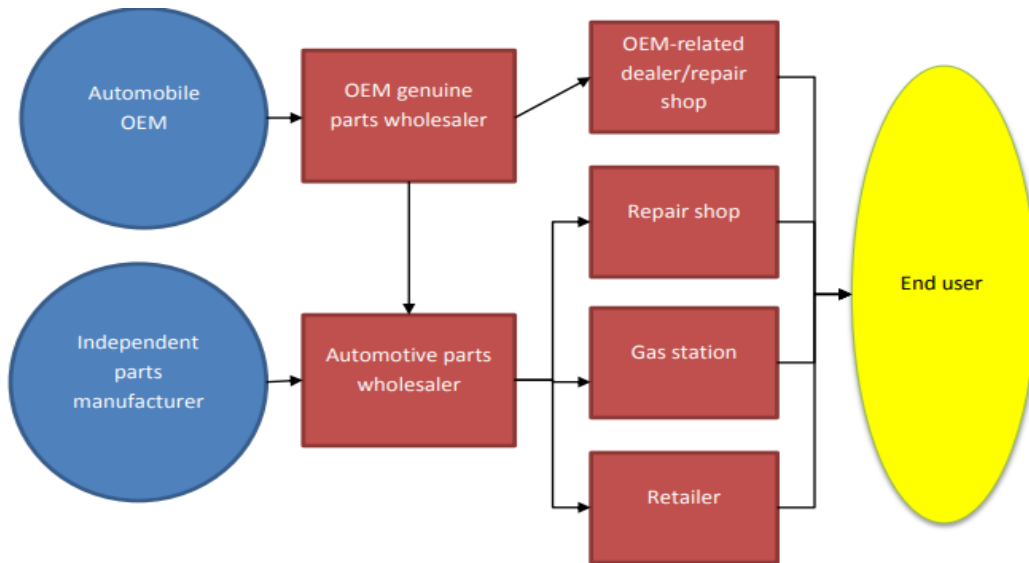 Automobile
OEM
OEM genuine
parts wholesaler
OEM-related
dealer/repair
shop
Repair shop
End user
Independent
parts
manufacturer
Automotive parts
wholesaler
Gas station
Retailer